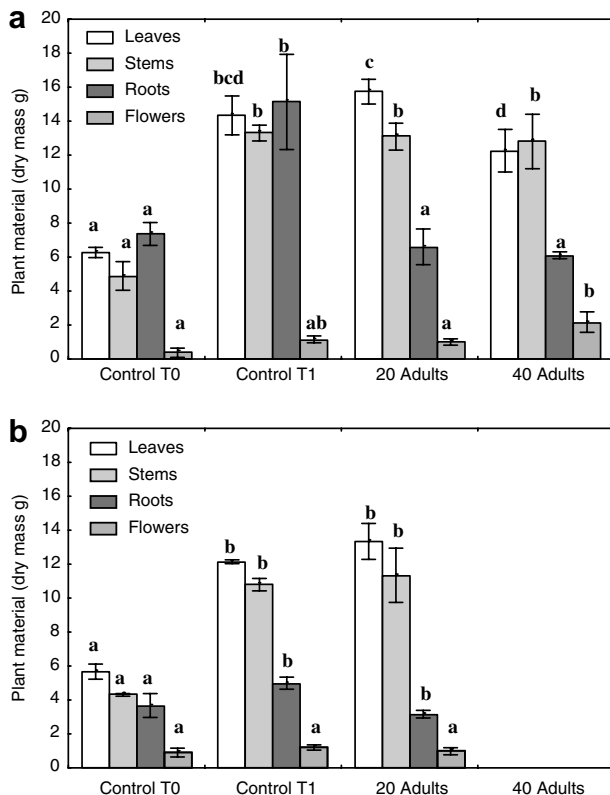 a
Leaves
Stems
Roots
Flowers
Plant material (dry mass g)
20
18
16
14
12
10
8
6
4
2
0
a
a
a
a
bcd
b
b
ab
c
b
a
a
d
b
a
b
Control T0
Control T1
20 Adults
40 Adults
b
Leaves
Stems
Roots
Flowers
Plant material (dry mass g)
20
18
16
14
12
10
8
6
4
2
0
a
a
a
a
b
b
b
a
b
b
b
a
Control T0
Control T1
20 Adults
40 Adults